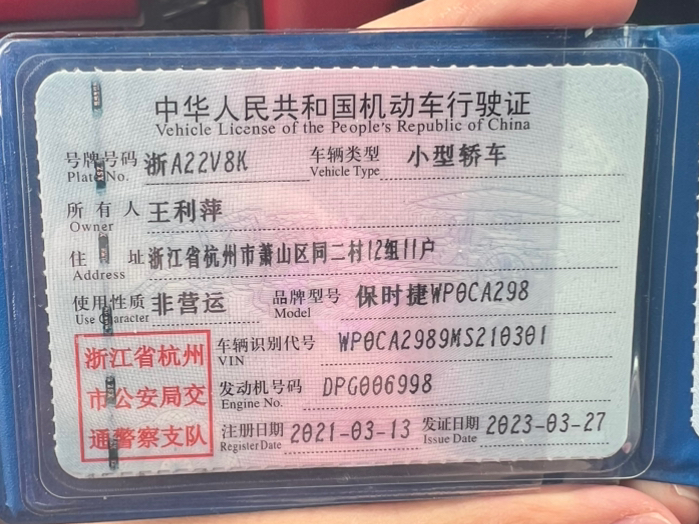 中华人民共和国机动车行驶证
Vehicle License of the People's Republic of China
号牌号码 浙A22V8K 车辆类型 小型轿车
Plate No. Vehicle Type
所有人 王利萍
Owner
住址 浙江省杭州市萧山区同二村12组11户
Address
使用性质 非营运 品牌型号 保时捷WP0CA298
Use Character Model
浙江省杭州
市公安局交
通警察支队
车辆识别代号 WP0CA2989MS210301
VIN
发动机号码 DPG006998
Engine No.
注册日期 2021-03-13 发证日期 2023-03-27
Register Date Issue Date